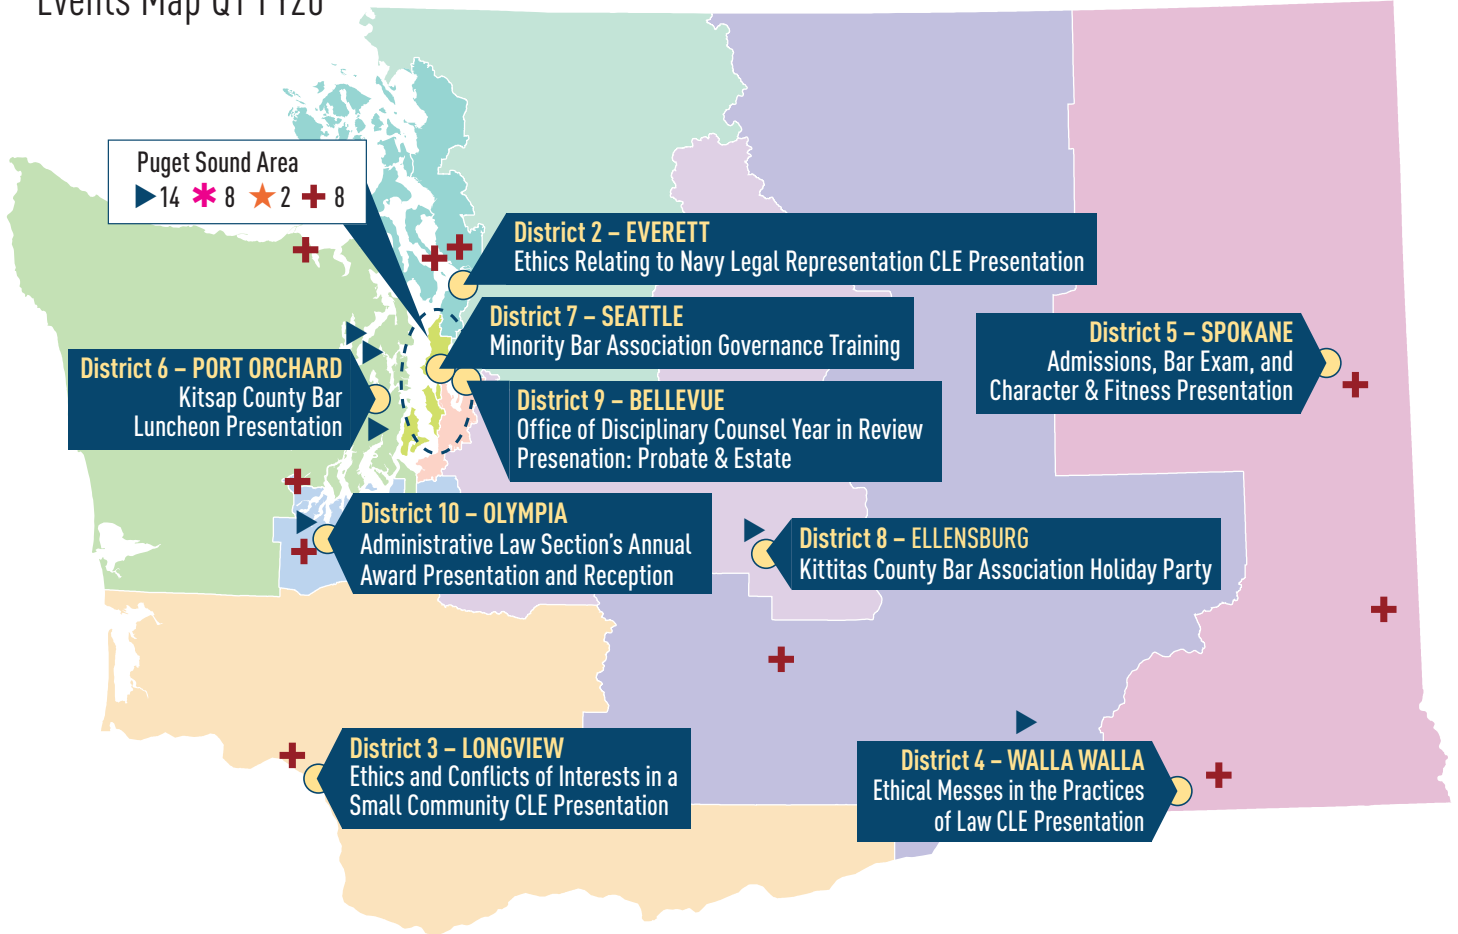 Events Map Q1 FY20
Puget Sound Area
14 8 2 8
District 2 – EVERETT
Ethics Relating to Navy Legal Representation CLE Presentation
District 7 – SEATTLE
Minority Bar Association Governance Training
District 5 – SPOKANE
Admissions, Bar Exam, and
Character & Fitness Presentation
District 6 – PORT ORCHARD
Kitsap County Bar
Luncheon Presentation
District 9 – BELLEVUE
Office of Disciplinary Counsel Year in Review
Presenation: Probate & Estate
District 10 – OLYMPIA
Administrative Law Section’s Annual
Award Presentation and Reception
District 8 – ELLENSBURG
Kittitas County Bar Association Holiday Party
District 3 – LONGVIEW
Ethics and Conflicts of Interests in a
Small Community CLE Presentation
District 4 – WALLA WALLA
Ethical Messes in the Practices
of Law CLE Presentation